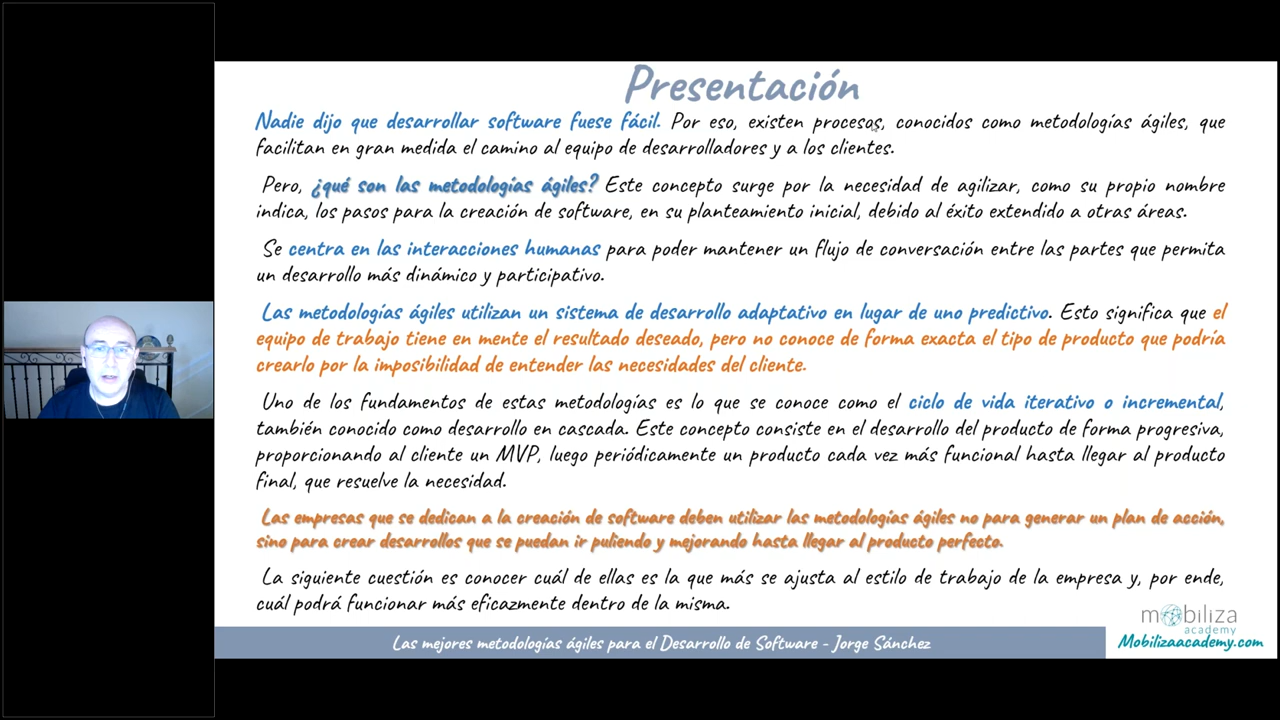 Presentación
Nadie dijo que desarrollar software fuese fácil. Por eso, existen procesos, conocidos como metodologías ágiles, que
facilitan en gran medida el camino al equipo de desarrolladores y a los clientes.
Pero, ¿qué son las metodologías ágiles? Este concepto surge por la necesidad de agilizar, como su propio nombre
indica, los pasos para la creación de software, en su planteamiento inicial, debido al éxito extendido a otras áreas.
Se centra en las interacciones humanas para poder mantener un flujo de conversación entre las partes que permita
un desarrollo más dinámico y participativo.
Las metodologías ágiles utilizan un sistema de desarrollo adaptativo en lugar de uno predictivo. Esto significa que el
equipo de trabajo tiene en mente el resultado deseado, pero no conoce de forma exacta el tipo de producto que podría
crearlo por la imposibilidad de entender las necesidades del cliente.
Uno de los fundamentos de estas metodologías es lo que se conoce como el ciclo de vida iterativo o incremental,
también conocido como desarrollo en cascada. Este concepto consiste en el desarrollo del producto de forma progresiva,
proporcionando al cliente un MVP, luego periódicamente un producto cada vez más funcional hasta llegar al producto
final, que resuelve la necesidad.
Las empresas que se dedican a la creación de software deben utilizar las metodologías ágiles no para generar un plan de acción,
sino para crear desarrollos que se puedan ir puliendo y mejorando hasta llegar al producto perfecto.
La siguiente cuestión es conocer cuál de ellas es la que más se ajusta al estilo de trabajo de la empresa y, por ende,
cuál podrá funcionar más eficazmente dentro de la misma.
mobiliza
academy
Las mejores metodologías ágiles para el Desarrollo de Software - Jorge Sánchez
Mobilizaacademy.com